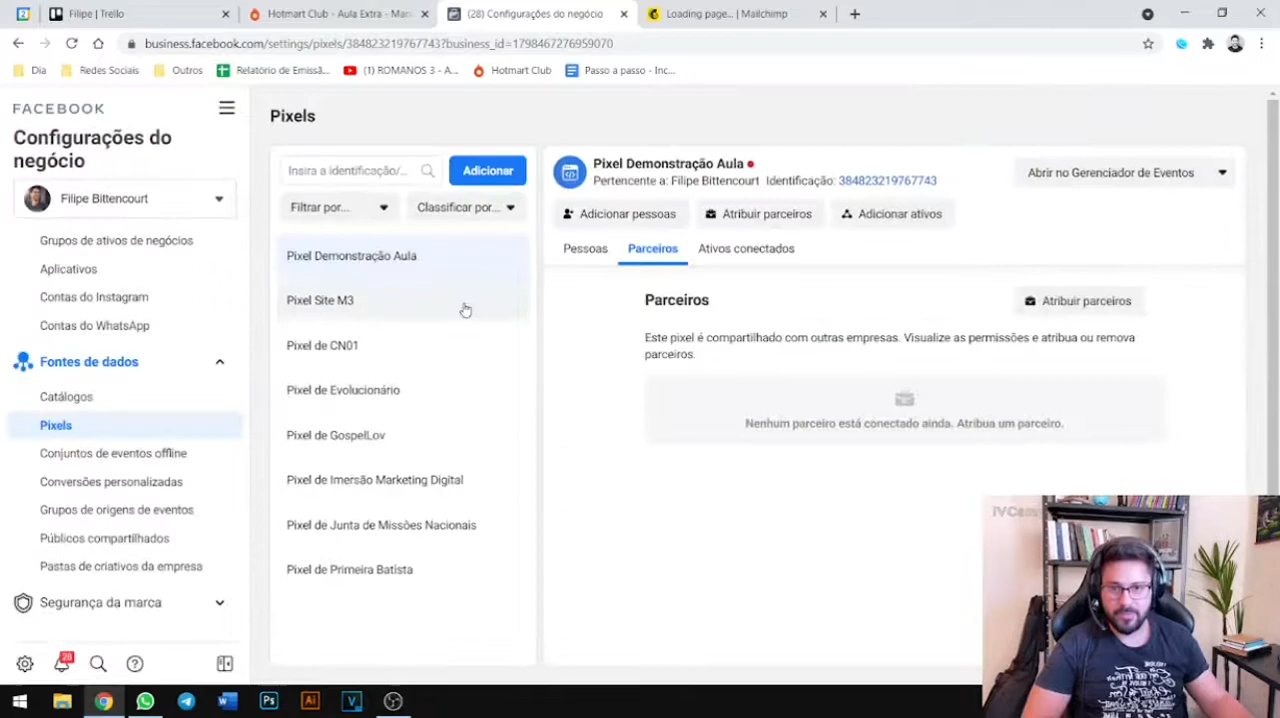 Filipe | Trello
Hotmart Club - Aula Extra - Mar
(28) Configurações do negócio
Loading page... | Mailchimp
business.facebook.com/settings/pixels/384823219767743?business_id=1798467276959070
Dia
Redes Sociais
Outros
Relatório de Emissã...
(1) ROMANOS 3 - A...
Hotmart Club
Passo a passo - Inc...
FACEBOOK
Configurações do
negócio
Filipe Bittencourt
Grupos de ativos de negócios
Aplicativos
Contas do Instagram
Contas do WhatsApp
Fontes de dados
Catálogos
Pixels
Conjuntos de eventos offline
Conversões personalizadas
Grupos de origens de eventos
Públicos compartilhados
Pastas de criativos da empresa
Segurança da marca
28
Pixels
Insira a identificação/...
Adicionar
Filtrar por...
Classificar por...
Pixel Demonstração Aula
Pixel Site M3
Pixel de CN01
Pixel de Evolucionário
Pixel de GospelLov
Pixel de Imersão Marketing Digital
Pixel de Junta de Missões Nacionais
Pixel de Primeira Batista
Pixel Demonstração Aula
Pertencente a: Filipe Bittencourt Identificação: 384823219767743
Abrir no Gerenciador de Eventos
Adicionar pessoas
Atribuir parceiros
Adicionar ativos
Pessoas
Parceiros
Ativos conectados
Parceiros
Atribuir parceiros
Este pixel é compartilhado com outras empresas. Visualize as permissões e atribua ou remova
parceiros.
Nenhum parceiro está conectado ainda. Atribua um parceiro.
iVCam